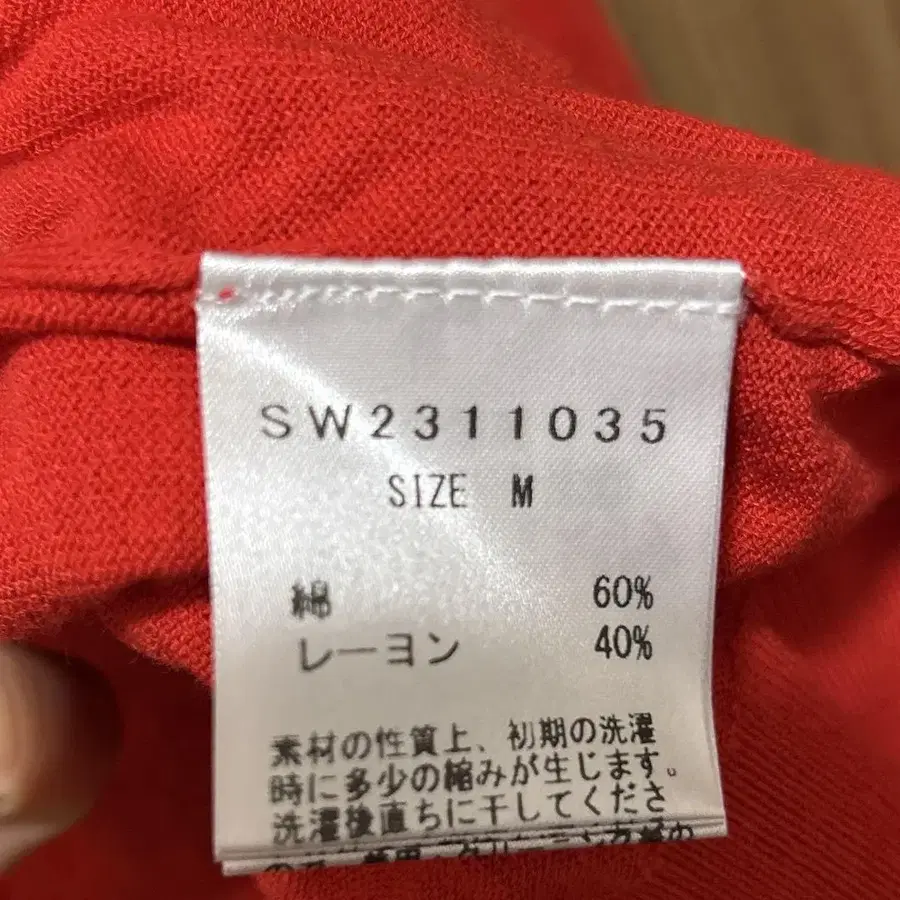 SW2311035
SIZE M
綿 60%
レーヨン 40%
素材の性質上、初期の洗濯
時に多少の縮みが生じます。
洗濯後直ちに干してくださ